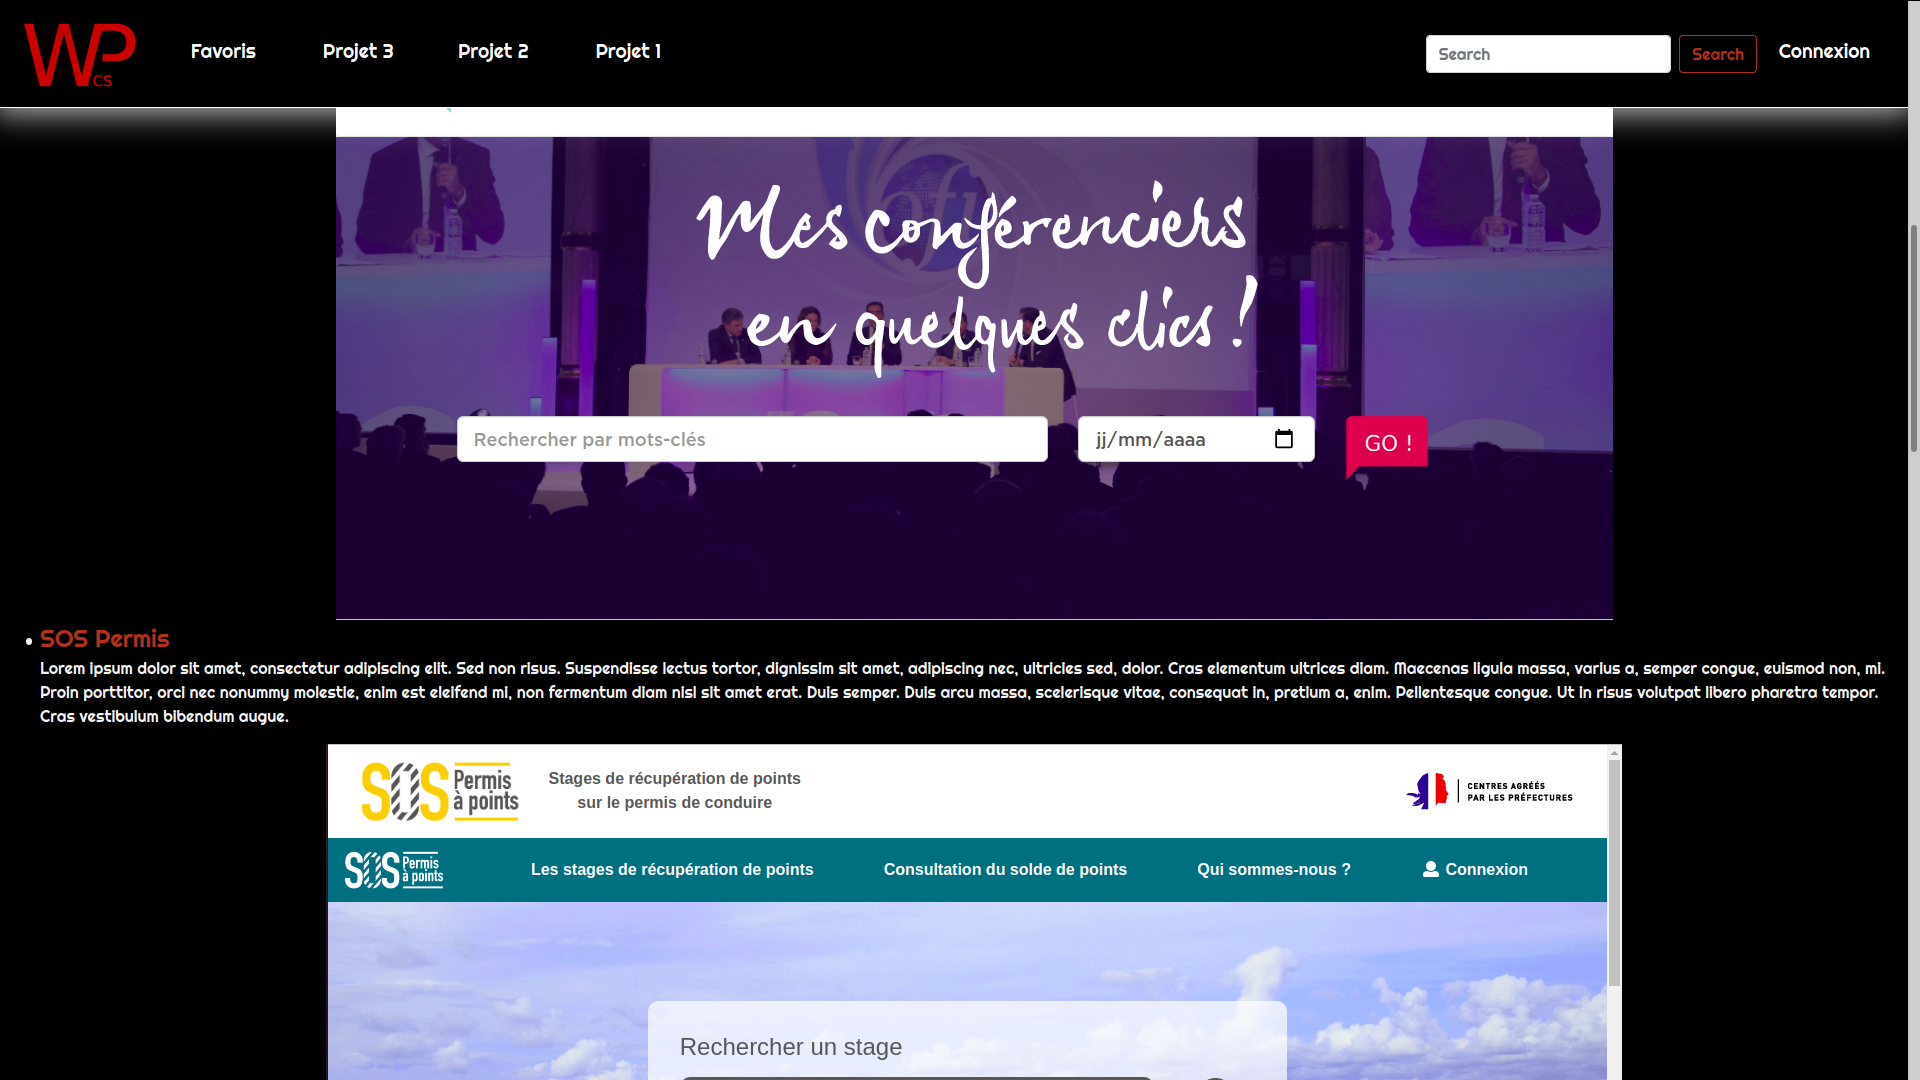 WP
CS
Favoris
Projet 3
Projet 2
Projet 1
Search
Search
Connexion
Mes conférenciers
en quelques clics !
Rechercher par mots-clés
jj/mm/aaaa
GO !
SOS Permis
Lorem ipsum dolor sit amet, consectetur adipiscing elit. Sed non risus. Suspendisse lectus tortor, dignissim sit amet, adipiscing nec, ultricies sed, dolor. Cras elementum ultrices diam. Maecenas ligula massa, varius a, semper congue, euismod non, mi.
Proin porttitor, orci nec nonummy molestie, enim est eleifend mi, non fermentum diam nisl sit amet erat. Duis semper. Duis arcu massa, scelerisque vitae, consequat in, pretium a, enim. Pellentesque congue. Ut in risus volutpat libero pharetra tempor.
Cras vestibulum bibendum augue.
SOS Permis
à points
Stages de récupération de points
sur le permis de conduire
CENTRES AGRÉÉS
PAR LES PRÉFECTURES
SOS Permis
à points
Les stages de récupération de points
Consultation du solde de points
Qui sommes-nous ?
Connexion
Rechercher un stage